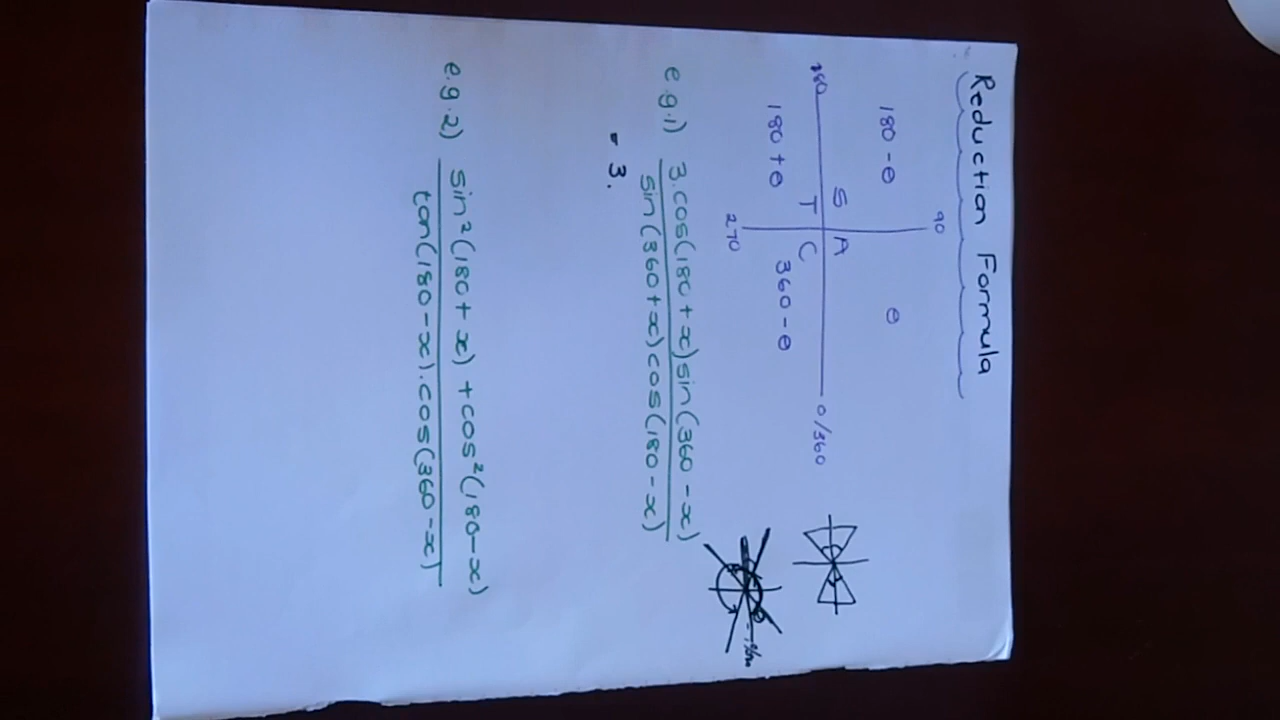 Reduction Formula
90
180 - θ
θ
S A
180
0/360
T C
180 + θ
360 - θ
270
e.g.1) 3.cos(180 + x)sin(360 - x)
sin(360 + x)cos(180 - x)
= 3.
e.g.2) sin²(180 + x) + cos²(180 - x)
tan(180 - x).cos(360 - x)